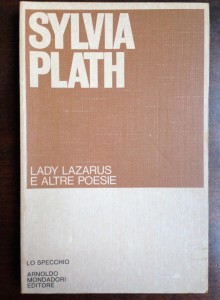 SYLVIA
PLATH
LADY LAZARUS
E ALTRE POESIE
LO SPECCHIO
ARNOLDO
MONDADORI
EDITORE